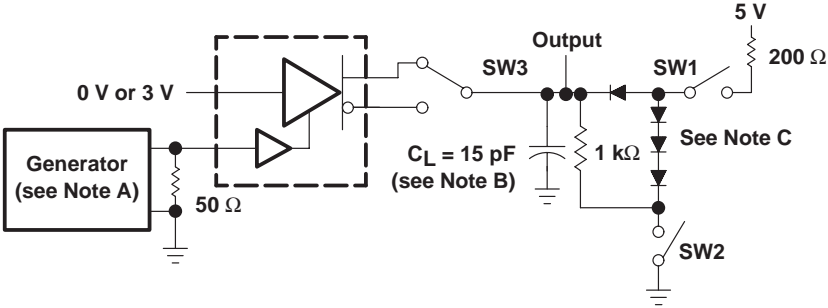 5 V
200 Ω
Output
SW3
SW1
0 V or 3 V
See Note C
Generator
(see Note A)
50 Ω
CL = 15 pF
(see Note B)
1 kΩ
SW2